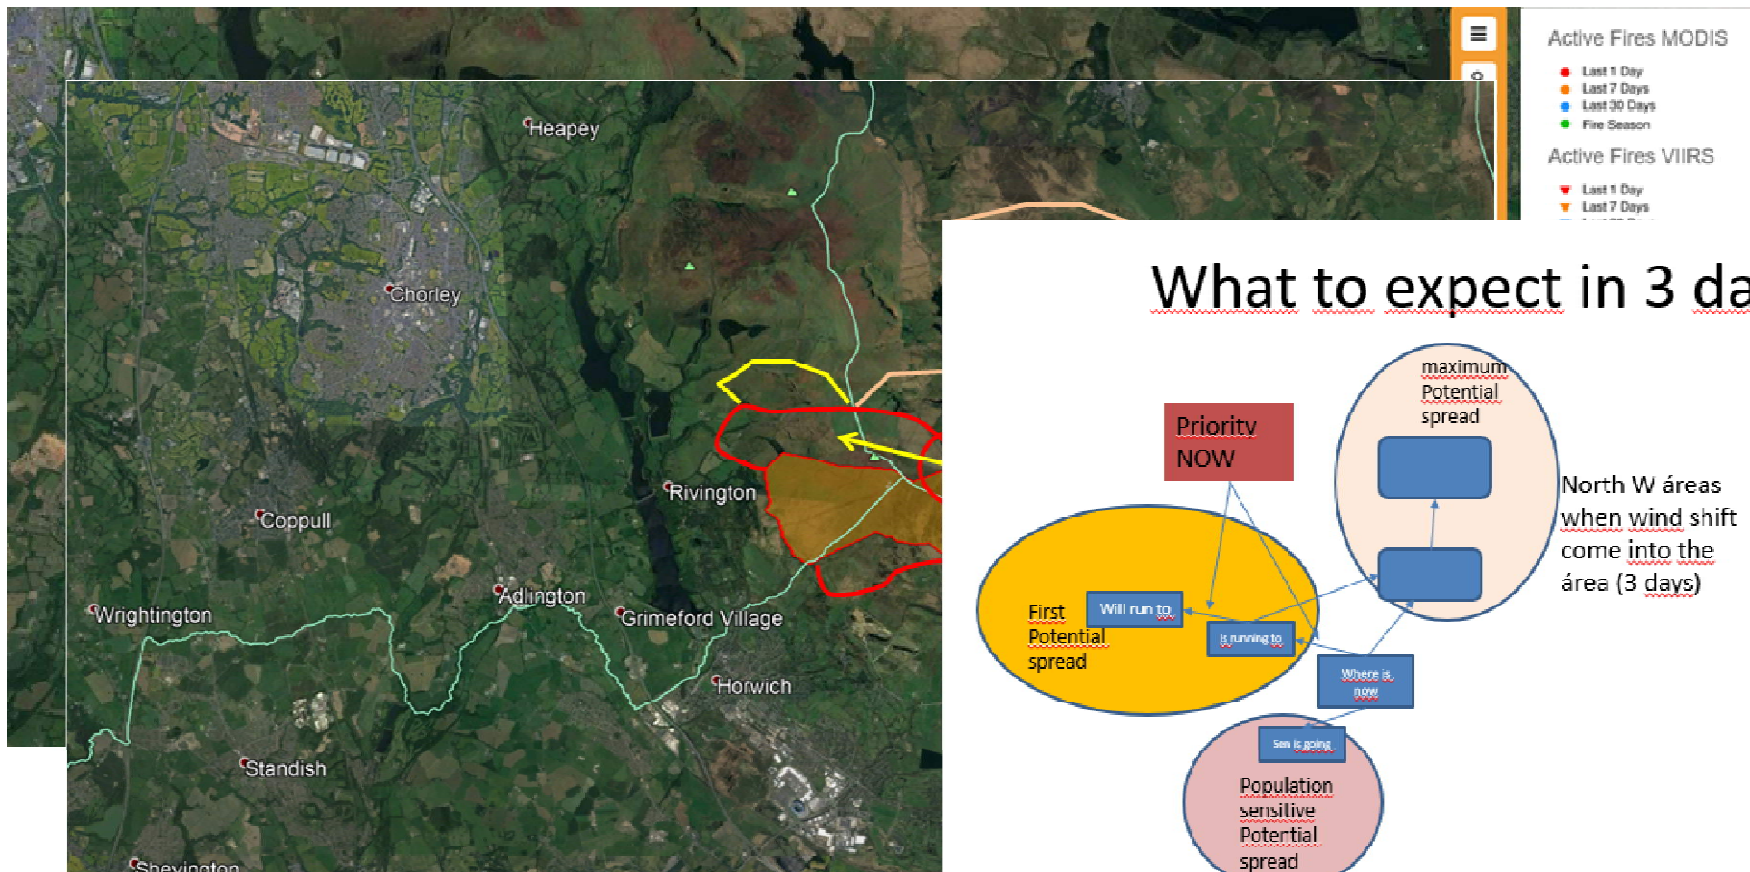 Active Fires MODIS
Last 1 Day
Last 7 Days
Last 30 Days
Fire Season
Active Fires VIIRS
Last 1 Day
Last 7 Days
Heapey
Chorley
Rivington
Coppull
Adlington
Wrightington
Grimeford Village
Horwich
Standish
Shevington
What to expect in 3 da
maximum
Potential
spread
Priority
NOW
North W áreas
when wind shift
come into the
área (3 days)
First
Potential
spread
Will run to
is running to
Where is
now
Sen is going
Population
sensitive
Potential
spread